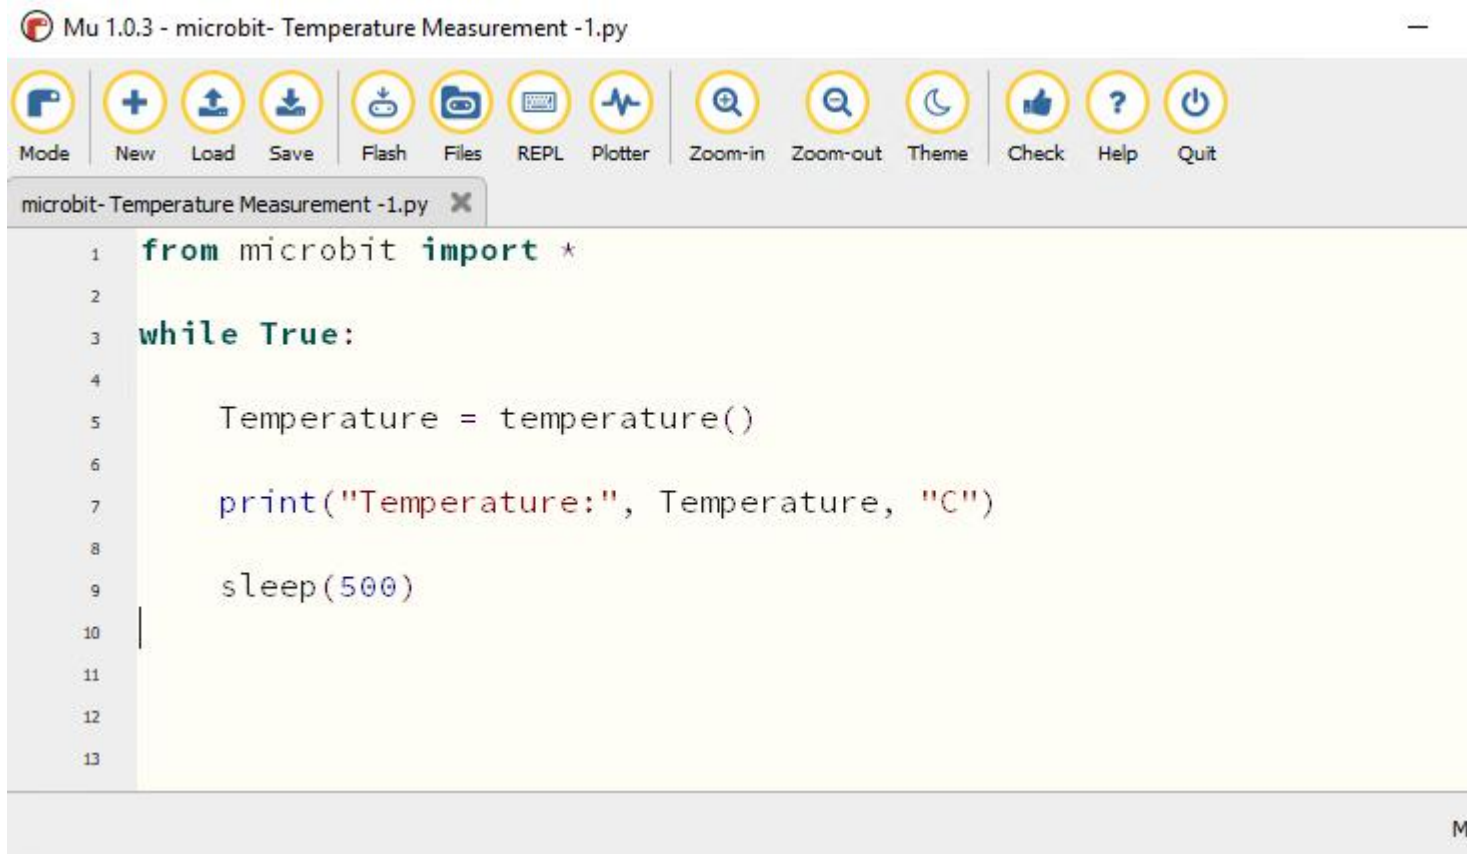 Mu 1.0.3 - microbit- Temperature Measurement -1.py
Mode New Load Save Flash Files REPL Plotter Zoom-in Zoom-out Theme Check Help Quit
microbit- Temperature Measurement -1.py
1 from microbit import *
2
3 while True:
4
5 Temperature = temperature()
6
7 print("Temperature:", Temperature, "C")
8
9 sleep(500)
10
11
12
13
M